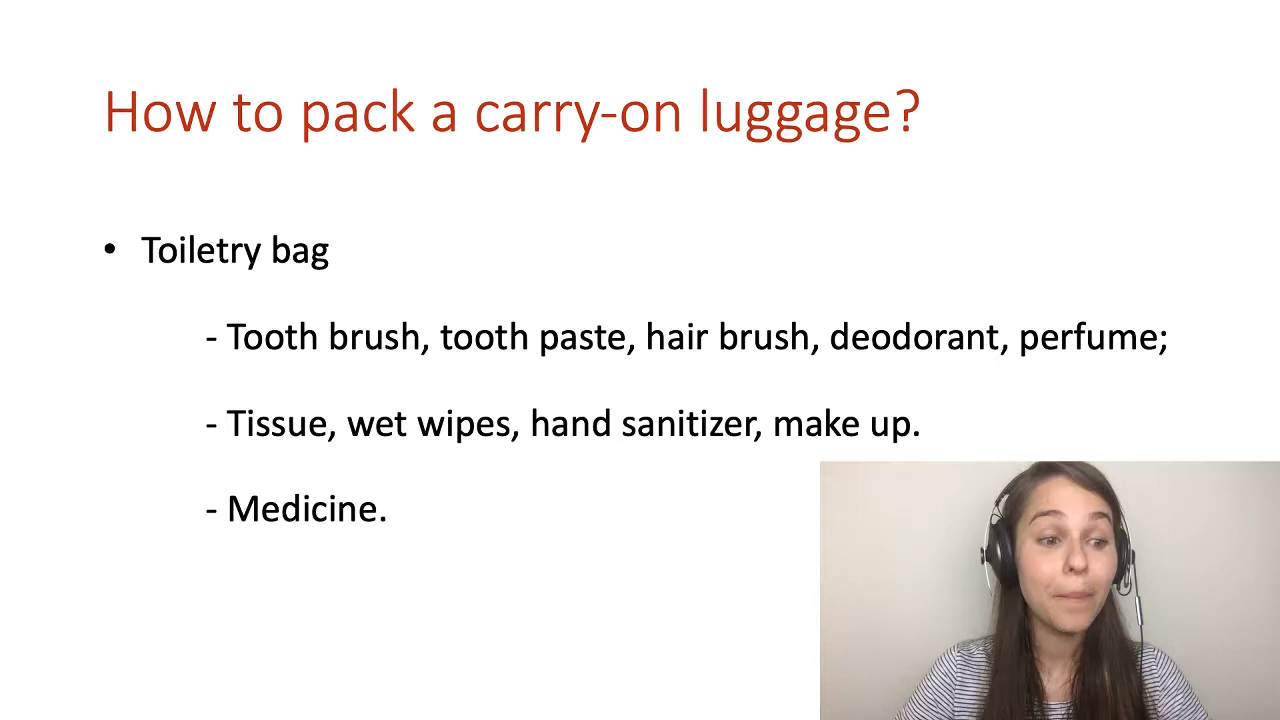 How to pack a carry-on luggage?
• Toiletry bag
- Tooth brush, tooth paste, hair brush, deodorant, perfume;
- Tissue, wet wipes, hand sanitizer, make up.
- Medicine.